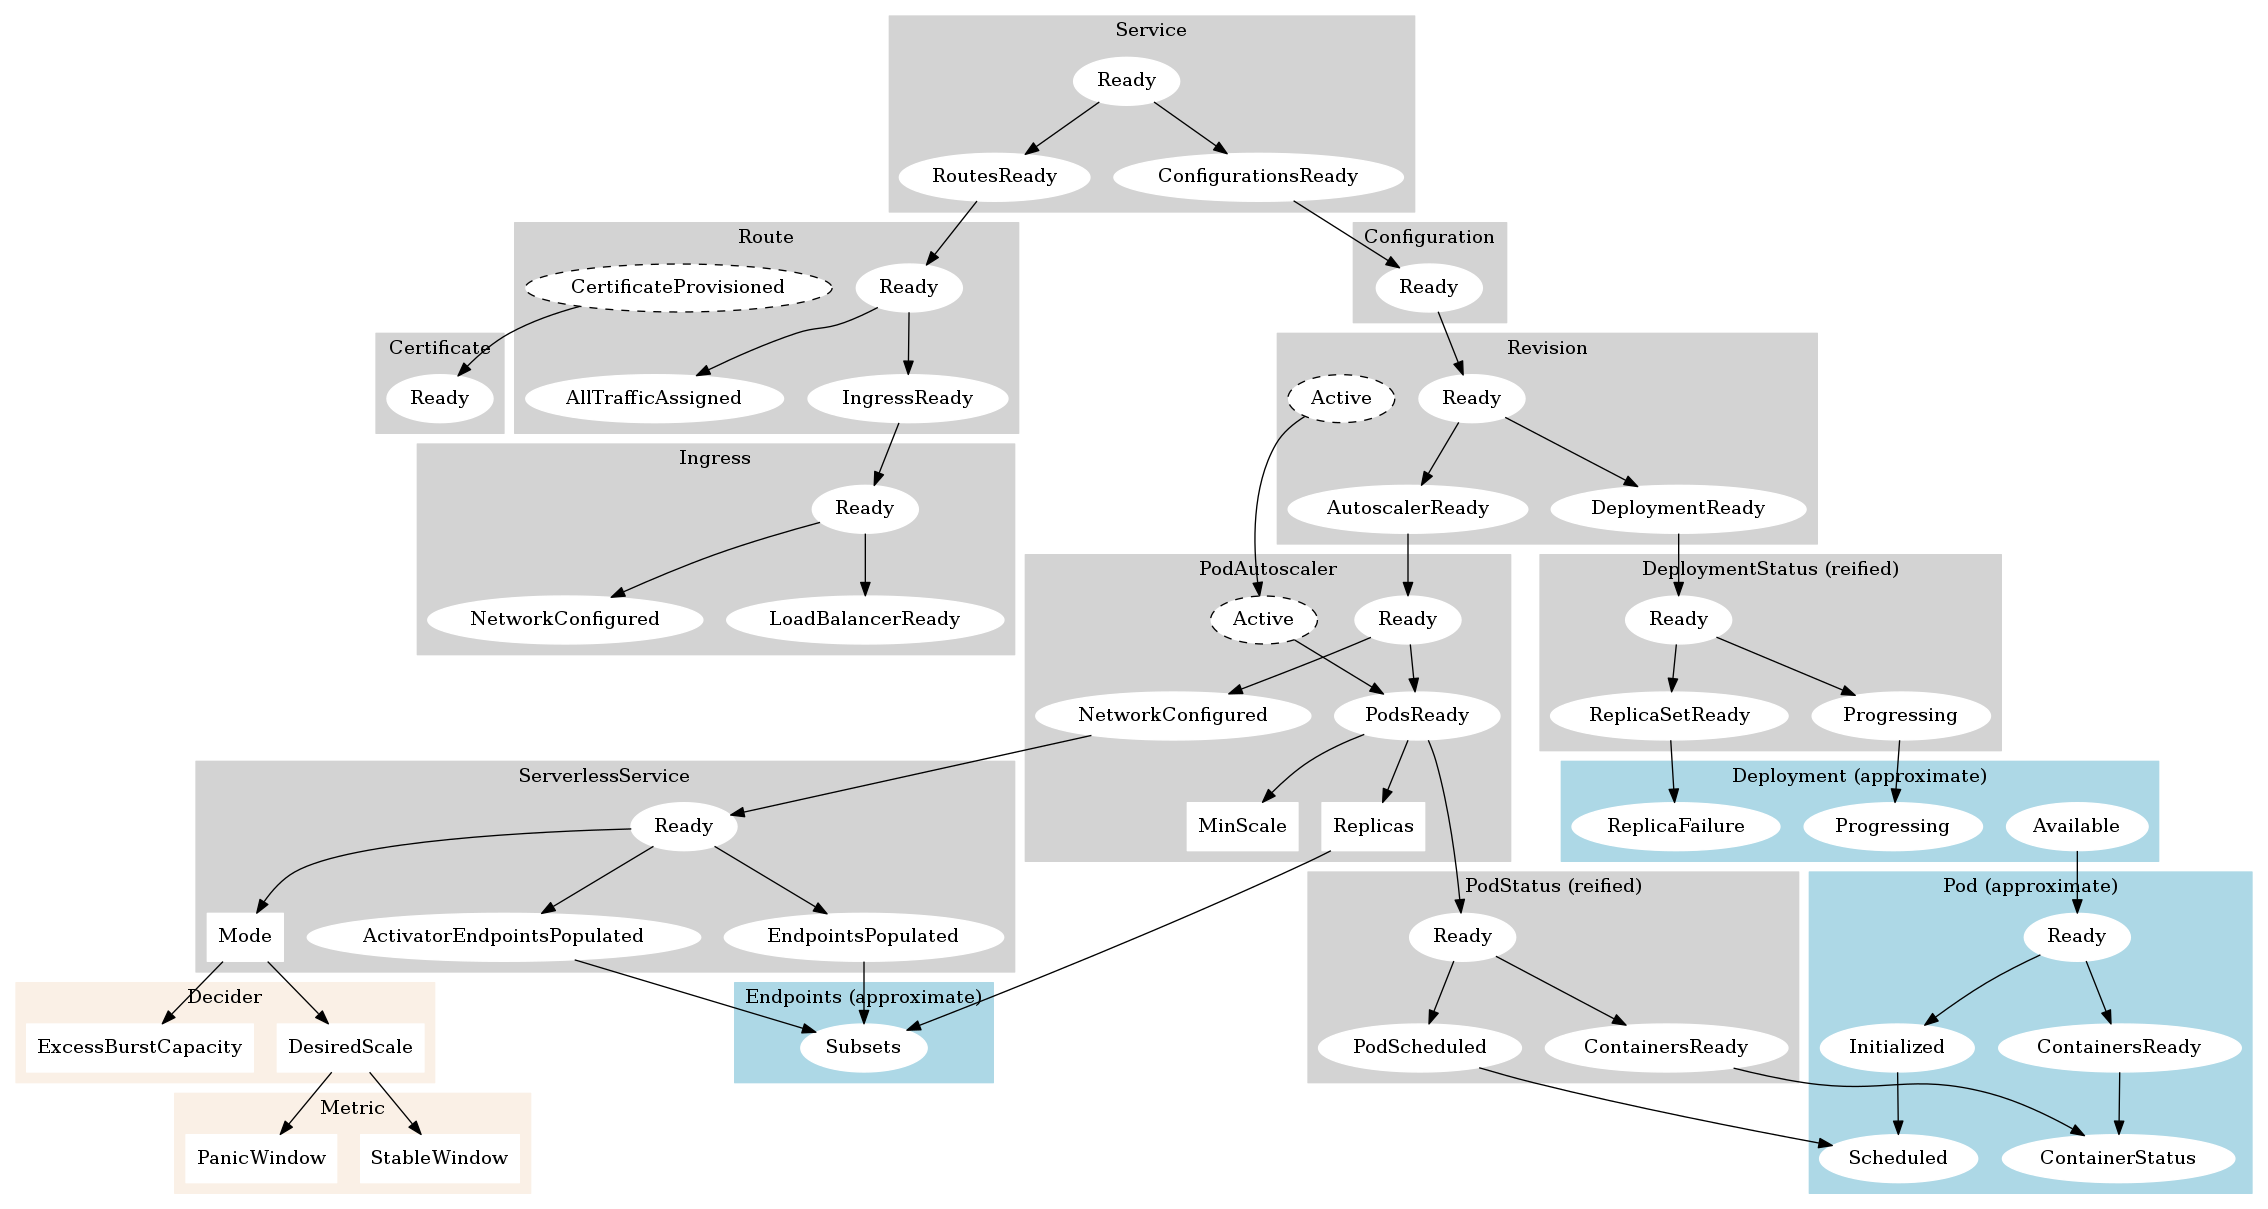 Service
Ready
RoutesReady
ConfigurationsReady
Route
CertificateProvisioned
Ready
AllTrafficAssigned
IngressReady
Configuration
Ready
Certificate
Ready
Revision
Active
Ready
AutoscalerReady
DeploymentReady
Ingress
Ready
NetworkConfigured
LoadBalancerReady
PodAutoscaler
Active
Ready
NetworkConfigured
PodsReady
MinScale
Replicas
DeploymentStatus (reified)
Ready
ReplicaSetReady
Progressing
ServerlessService
Ready
Mode
ActivatorEndpointsPopulated
EndpointsPopulated
Deployment (approximate)
ReplicaFailure
Progressing
Available
PodStatus (reified)
Ready
PodScheduled
ContainersReady
Pod (approximate)
Ready
Initialized
ContainersReady
Scheduled
ContainerStatus
Decider
ExcessBurstCapacity
DesiredScale
Endpoints (approximate)
Subsets
Metric
PanicWindow
StableWindow